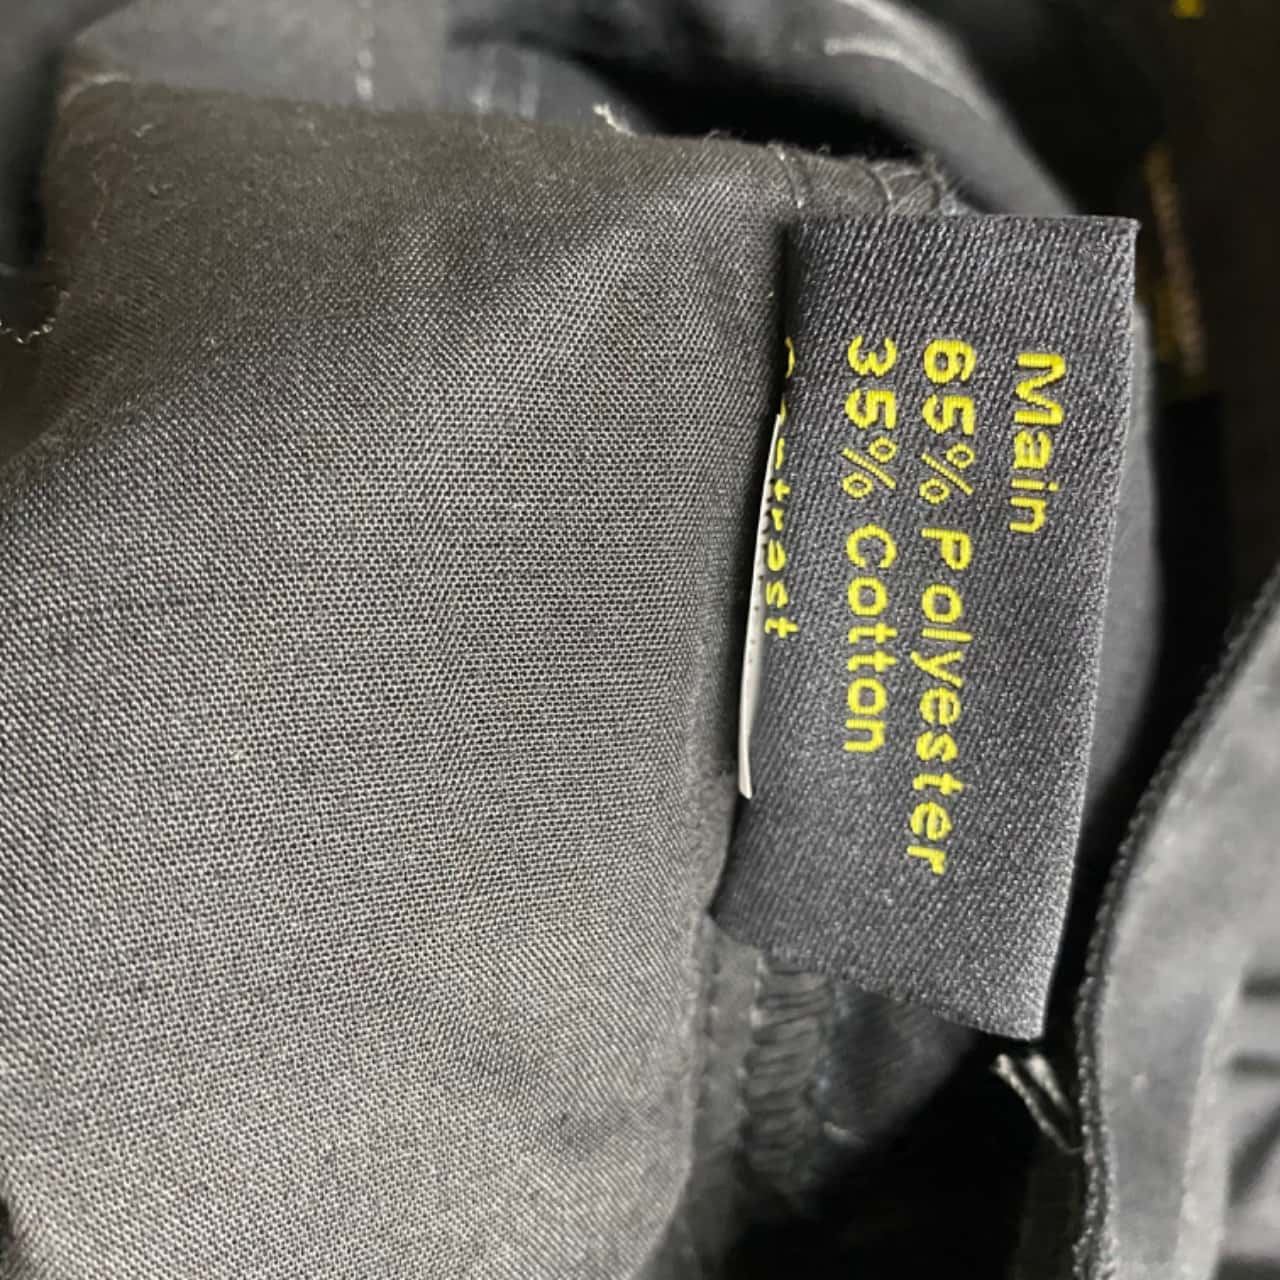 Main
65% Polyester
35% Cotton